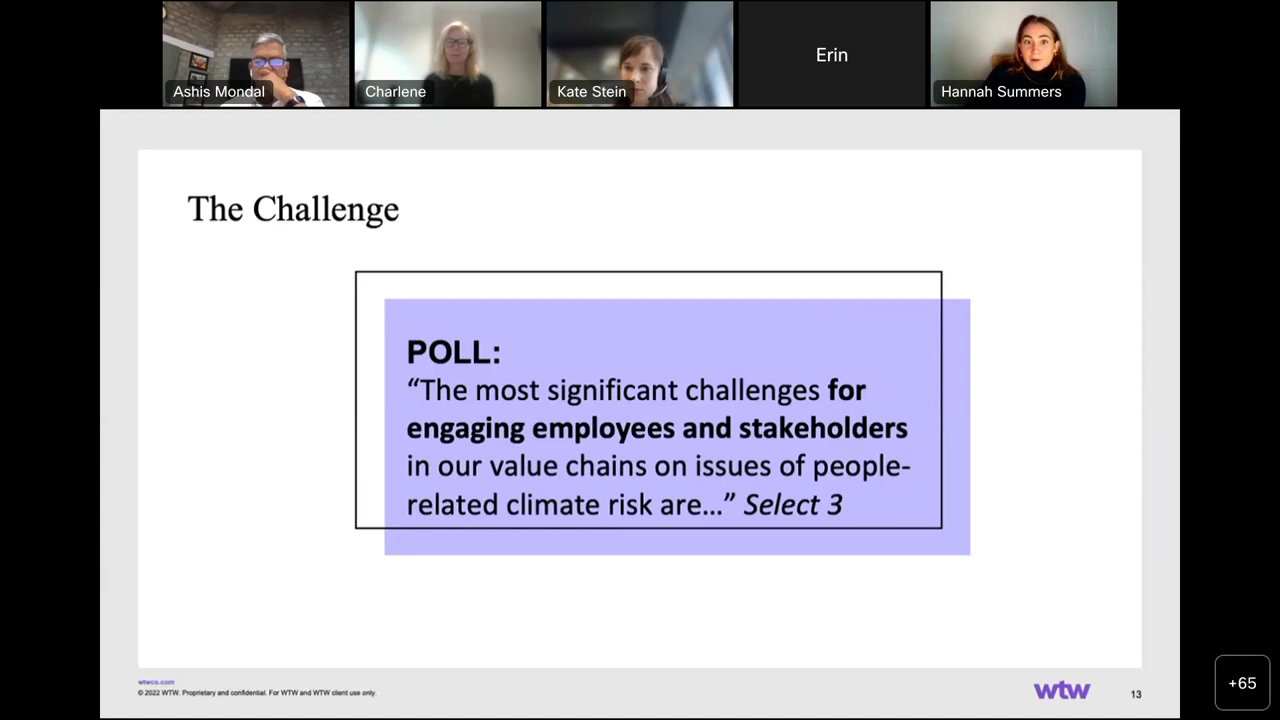 Ashis Mondal
Charlene
Kate Stein
Erin
Hannah Summers
The Challenge
POLL:
“The most significant challenges for
engaging employees and stakeholders
in our value chains on issues of people-
related climate risk are…” Select 3
wtwco.com
© 2022 WTW. Proprietary and confidential. For WTW and WTW client use only.
wtw
13
+65